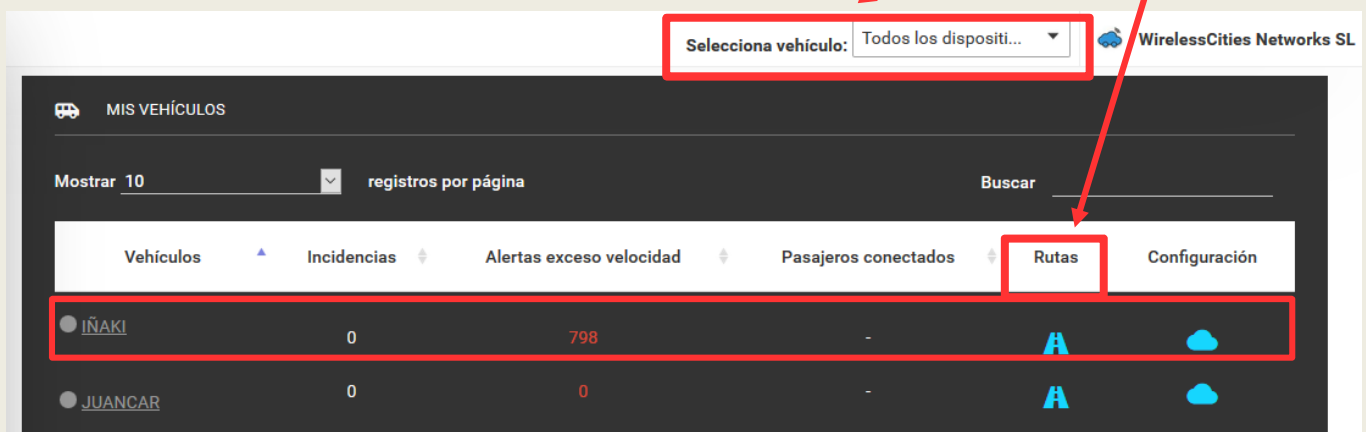 Selecciona vehículo: Todos los dispositi... WirelessCities Networks SL
MIS VEHÍCULOS
Mostrar 10 registros por página Buscar
Vehículos Incidencias Alertas exceso velocidad Pasajeros conectados Rutas Configuración
IÑAKI 0 798 -
JUANCAR 0 0 -